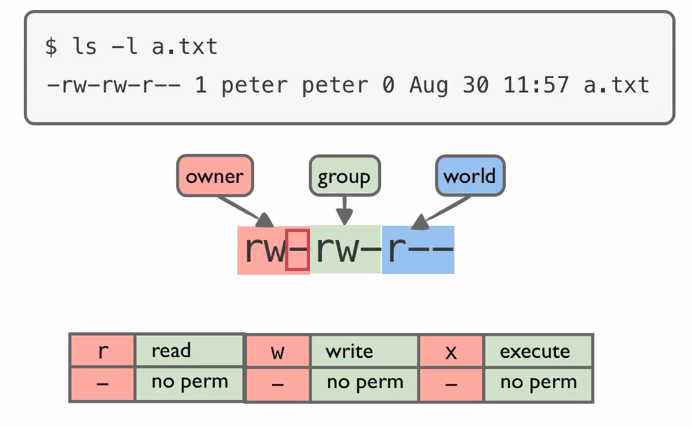 $ ls -l a.txt
-rw-rw-r-- 1 peter peter 0 Aug 30 11:57 a.txt
owner group world
rw-rw-r--
r read w write x execute
- no perm - no perm - no perm